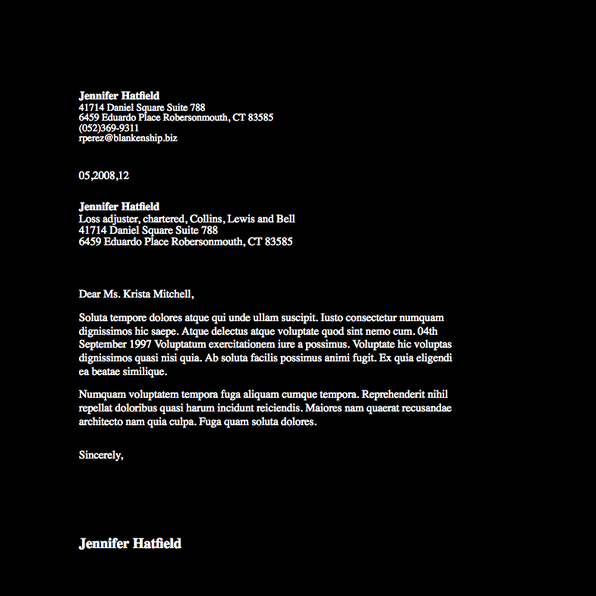 Jennifer Hatfield
41714 Daniel Square Suite 788
6459 Eduardo Place Robersonmouth, CT 83585
(052)369-9311
rperez@blankenship.biz
05,2008,12
Jennifer Hatfield
Loss adjuster, chartered, Collins, Lewis and Bell
41714 Daniel Square Suite 788
6459 Eduardo Place Robersonmouth, CT 83585
Dear Ms. Krista Mitchell,
Soluta tempore dolores atque qui unde ullam suscipit. Iusto consectetur numquam
dignissimos hic saepe. Atque delectus atque voluptate quod sint nemo cum. 04th
September 1997 Voluptatum exercitationem iure a possimus. Voluptate hic voluptas
dignissimos quasi nisi quia. Ab soluta facilis possimus animi fugit. Ex quia eligendi
ea beatae similique.
Numquam voluptatem tempora fuga aliquam cumque tempora. Reprehenderit nihil
repellat doloribus quasi harum incidunt reiciendis. Maiores nam quaerat recusandae
architecto nam quia culpa. Fuga quam soluta dolores.
Sincerely,
Jennifer Hatfield